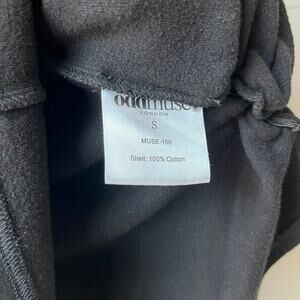 oddmuse
LONDON
S
MUSE-150
Shell: 100% Cotton